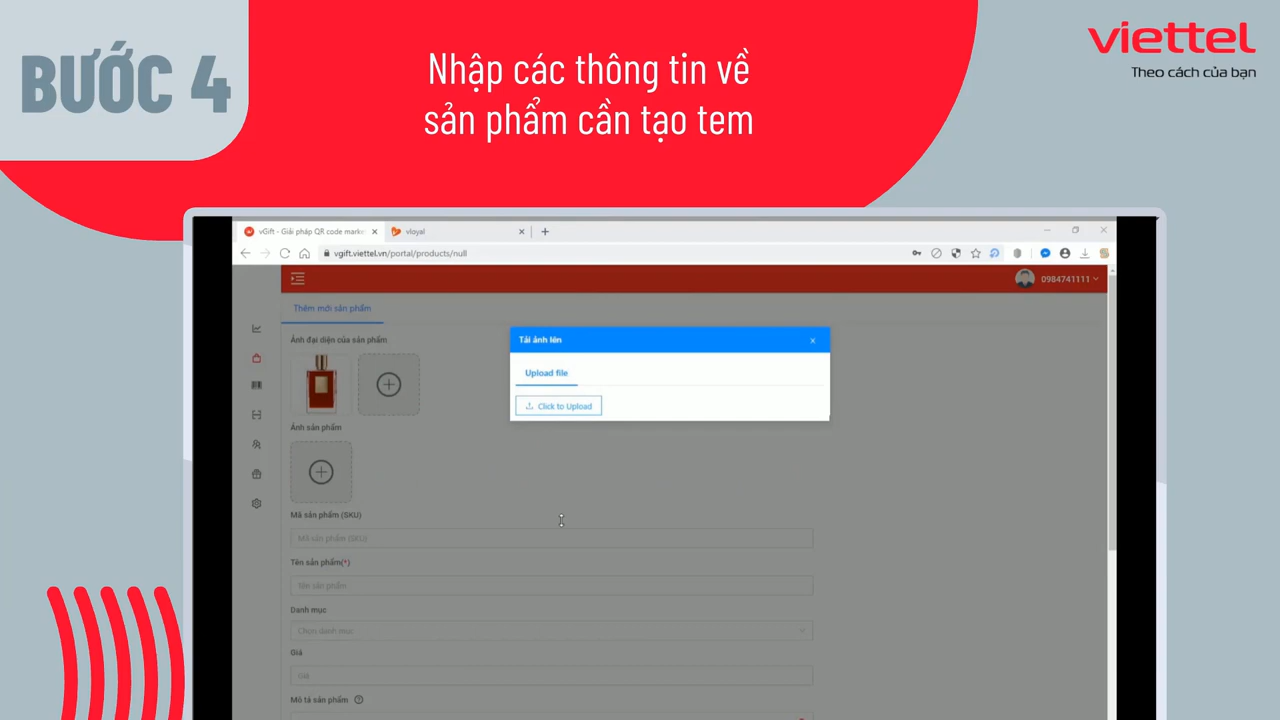 BƯỚC 4
Nhập các thông tin về
sản phẩm cần tạo tem
viettel
Theo cách của bạn
vGift - Giải pháp QR code marke
vloyal
vgift.viettel.vn/portal/products/null
0984741111
Thêm mới sản phẩm
Ảnh đại diện của sản phẩm
Tải ảnh lên
Upload file
Click to Upload
Ảnh sản phẩm
Mã sản phẩm (SKU)
Mã sản phẩm (SKU)
Tên sản phẩm(*)
Tên sản phẩm
Danh mục
Chọn danh mục
Giá
Giá
Mô tả sản phẩm